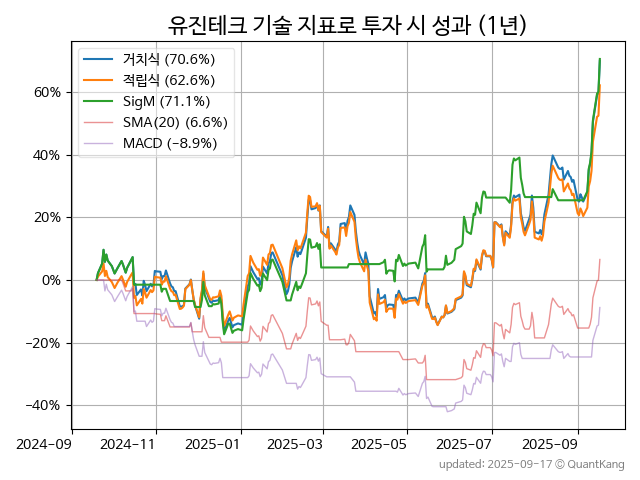 유진테크 기술 지표로 투자 시 성과 (1년)
거치식 (70.6%)
적립식 (62.6%)
SigM (71.1%)
SMA(20) (6.6%)
MACD (−8.9%)
60%
40%
20%
0%
−20%
−40%
2024-09 2024-11 2025-01 2025-03 2025-05 2025-07 2025-09
updated: 2025-09-17 © QuantKang